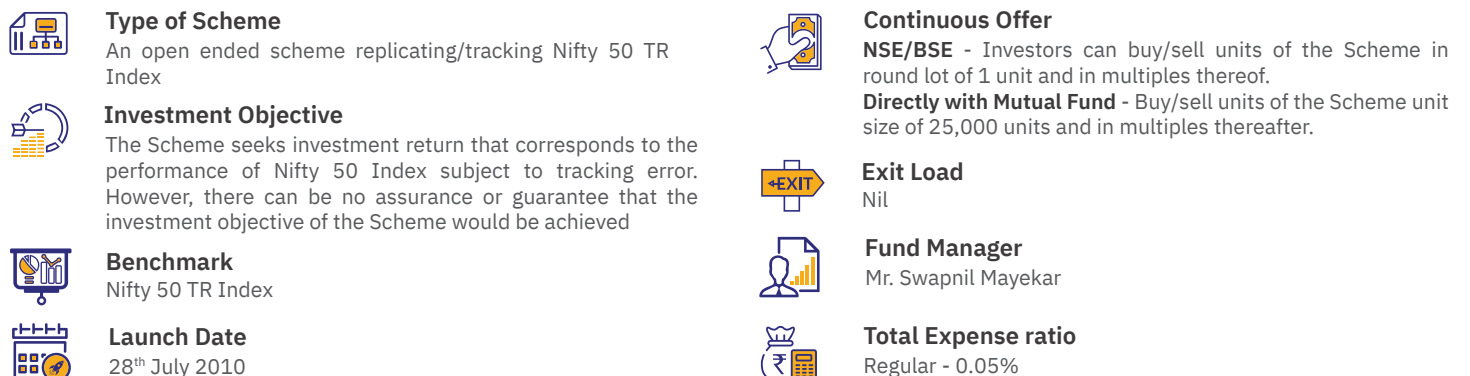 Type of Scheme
An open ended scheme replicating/tracking Nifty 50 TR
Index
Investment Objective
The Scheme seeks investment return that corresponds to the
performance of Nifty 50 Index subject to tracking error.
However, there can be no assurance or guarantee that the
investment objective of the Scheme would be achieved
Benchmark
Nifty 50 TR Index
Launch Date
28th July 2010
Continuous Offer
NSE/BSE - Investors can buy/sell units of the Scheme in
round lot of 1 unit and in multiples thereof.
Directly with Mutual Fund - Buy/sell units of the Scheme unit
size of 25,000 units and in multiples thereafter.
EXIT
Exit Load
Nil
Fund Manager
Mr. Swapnil Mayekar
₹
Total Expense ratio
Regular - 0.05%